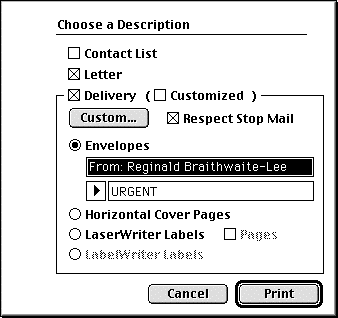 Choose a Description
Contact List
Letter
Delivery ( Customized )
Custom... Respect Stop Mail
Envelopes
From: Reginald Braithwaite-Lee
URGENT
Horizontal Cover Pages
LaserWriter Labels Pages
LabelWriter Labels
Cancel Print